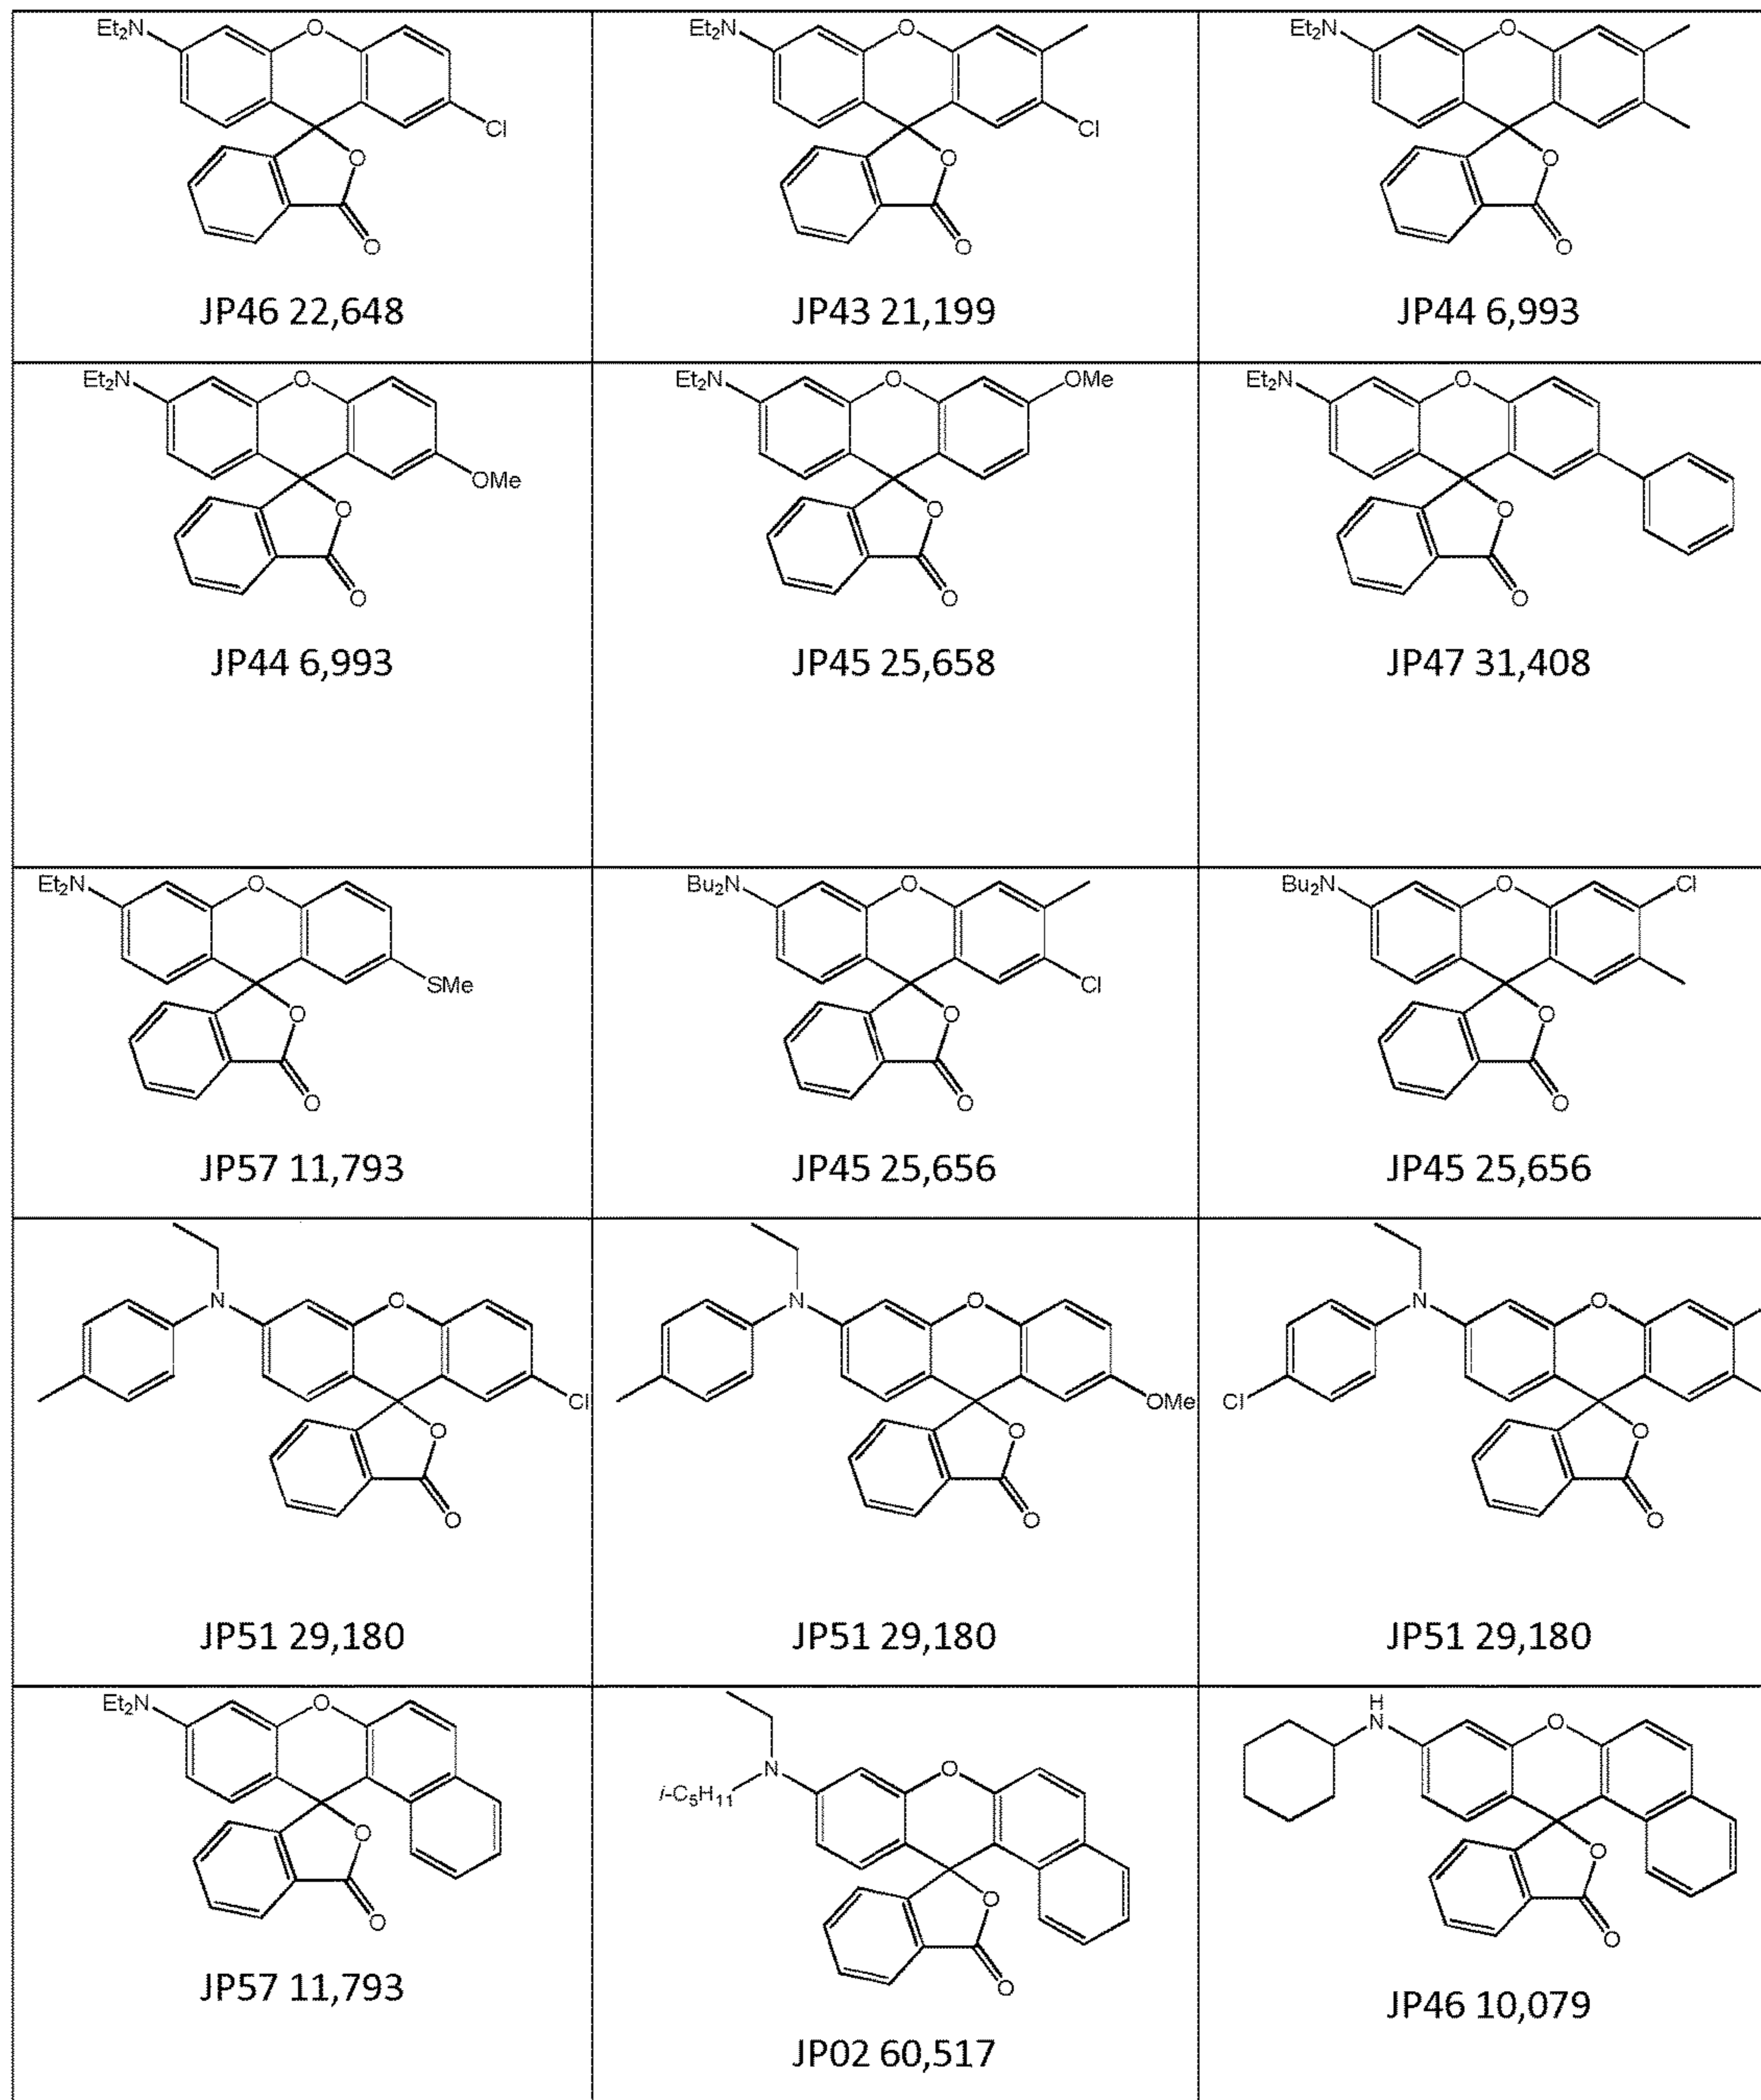 Et₂N O Cl O O
JP46 22,648
Et₂N O Cl O O
JP43 21,199
Et₂N O O O
JP44 6,993
Et₂N O OMe O O
JP44 6,993
Et₂N O OMe O O
JP45 25,658
Et₂N O O O
JP47 31,408
Et₂N O SMe O O
JP57 11,793
Bu₂N O Cl O O
JP45 25,656
Bu₂N O Cl O O
JP45 25,656
N O Cl O O
JP51 29,180
N O OMe O O
JP51 29,180
N O Cl O O
JP51 29,180
Et₂N O O O
JP57 11,793
N O i-C₅H₁₁ O O
JP02 60,517
H
N O O O
JP46 10,079